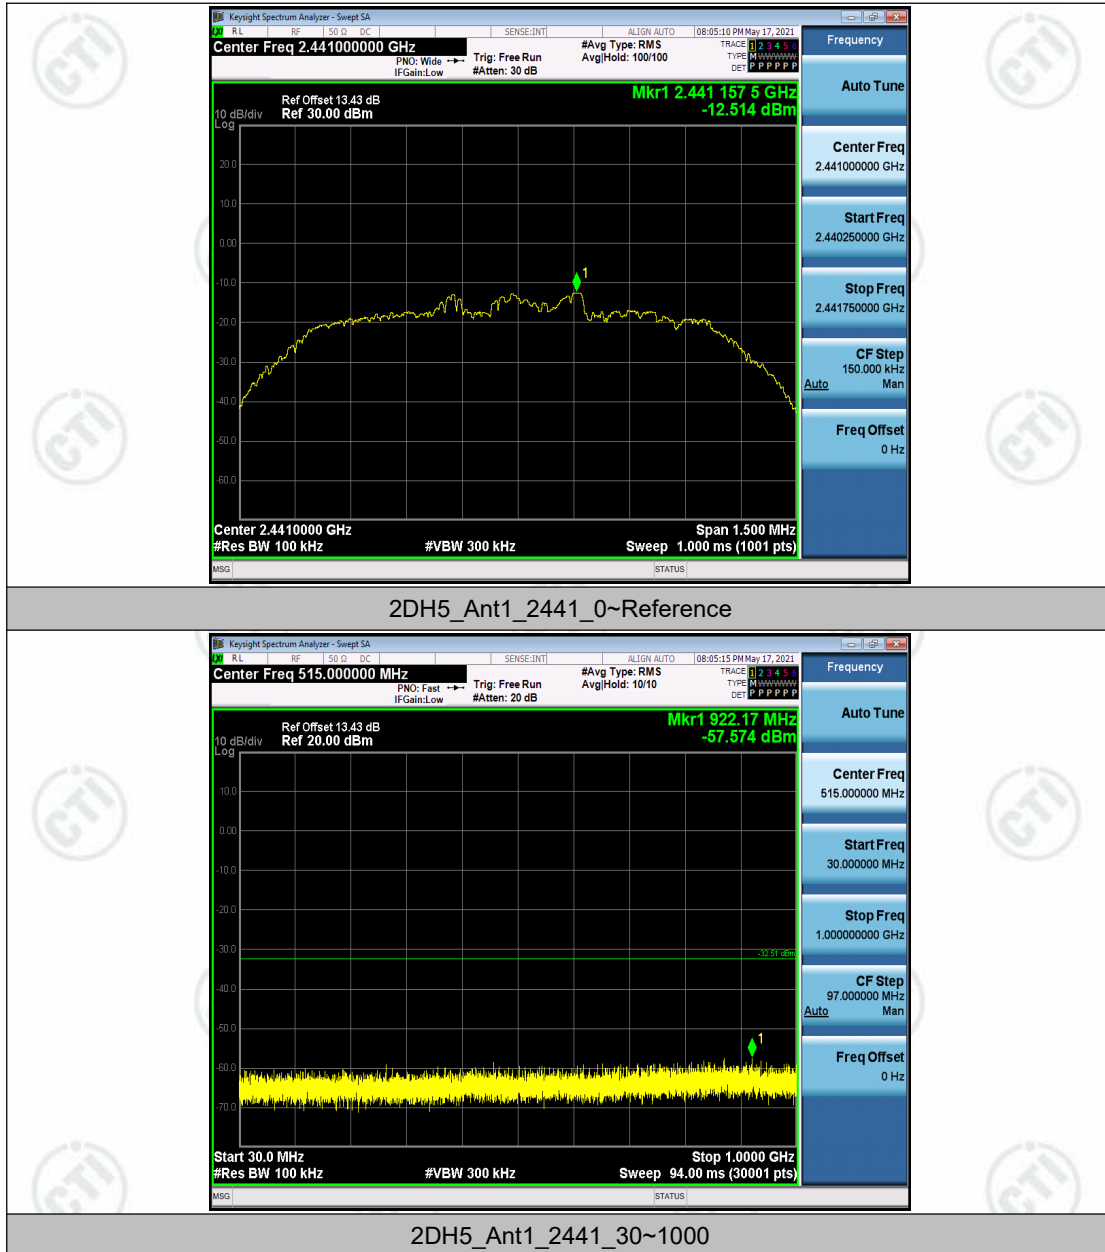 Keysight Spectrum Analyzer - Swept SA
RL RF 50 Ω DC SENSE:INT ALIGN AUTO 08:05:10 PM May 17, 2021
Center Freq 2.441000000 GHz
PNO: Wide
IFGain:Low
Trig: Free Run
#Atten: 30 dB
#Avg Type: RMS
Avg|Hold: 100/100
TRACE 1 2 3 4 5 6
TYPE M WWWWW
DET P P P P P P
Ref Offset 13.43 dB
Ref 30.00 dBm
10 dB/div
Log
Mkr1 2.441 157 5 GHz
-12.514 dBm
20.0
10.0
0.00
-10.0
-20.0
-30.0
-40.0
-50.0
-60.0
1
Center 2.4410000 GHz
Span 1.500 MHz
#Res BW 100 kHz
#VBW 300 kHz
Sweep 1.000 ms (1001 pts)
MSG
STATUS
Frequency
Auto Tune
Center Freq
2.441000000 GHz
Start Freq
2.440250000 GHz
Stop Freq
2.441750000 GHz
CF Step
150.000 kHz
Auto Man
Freq Offset
0 Hz
2DH5_Ant1_2441_0~Reference
Keysight Spectrum Analyzer - Swept SA
RL RF 50 Ω DC SENSE:INT ALIGN AUTO 08:05:15 PM May 17, 2021
Center Freq 515.000000 MHz
PNO: Fast
IFGain:Low
Trig: Free Run
#Atten: 20 dB
#Avg Type: RMS
Avg|Hold: 10/10
TRACE 1 2 3 4 5 6
TYPE M WWWWW
DET P P P P P P
Ref Offset 13.43 dB
Ref 20.00 dBm
10 dB/div
Log
Mkr1 922.17 MHz
-57.574 dBm
10.0
0.00
-10.0
-20.0
-30.0
-32.51 dBm
-40.0
-50.0
-60.0
-70.0
1
Start 30.0 MHz
Stop 1.0000 GHz
#Res BW 100 kHz
#VBW 300 kHz
Sweep 94.00 ms (30001 pts)
MSG
STATUS
Frequency
Auto Tune
Center Freq
515.000000 MHz
Start Freq
30.000000 MHz
Stop Freq
1.000000000 GHz
CF Step
97.000000 MHz
Auto Man
Freq Offset
0 Hz
2DH5_Ant1_2441_30~1000
CTI
CTI
CTI
CTI
CTI
CTI
CTI
CTI